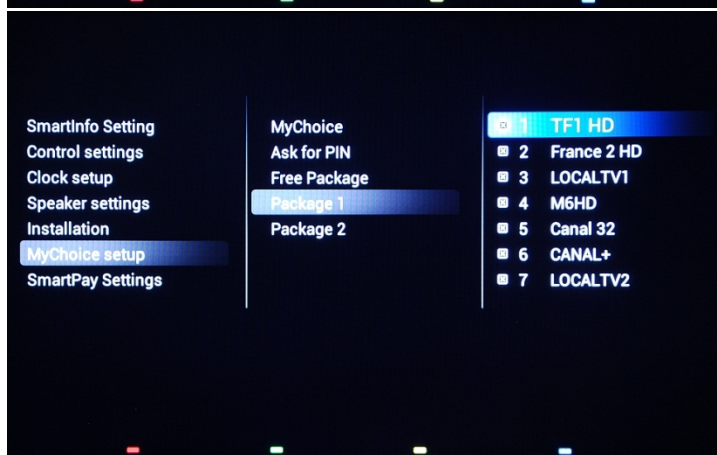 SmartInfo Setting
Control settings
Clock setup
Speaker settings
Installation
MyChoice setup
SmartPay Settings
MyChoice
Ask for PIN
Free Package
Package 1
Package 2
1 TF1 HD
2 France 2 HD
3 LOCALTV1
4 M6HD
5 Canal 32
6 CANAL+
7 LOCALTV2